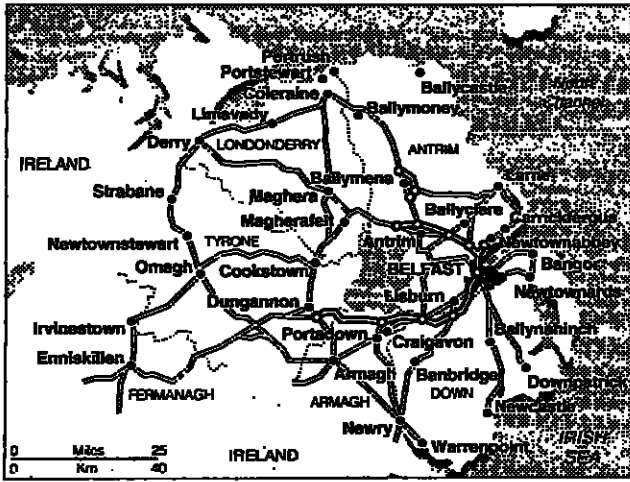 Portrush
Portstewart
Coleraine
Ballycastle
North
Channel
Ballymoney
Limavady
Derry
LONDONDERRY
ANTRIM
IRELAND
Ballymena
Larne
Strabane
Maghera
Ballyclare
Carrickfergus
Magherafelt
Newtownstewart
TYRONE
Antrim
Newtownabbey
Omagh
Cookstown
BELFAST
Bangor
Dungannon
Lisburn
Newtownards
Irvinestown
Portadown
Craigavon
Ballynahinch
Enniskillen
Armagh
Banbridge
Downpatrick
FERMANAGH
ARMAGH
DOWN
Newcastle
Newry
Warrenpoint
IRISH
SEA
0 Miles 25
0 Km 40
IRELAND